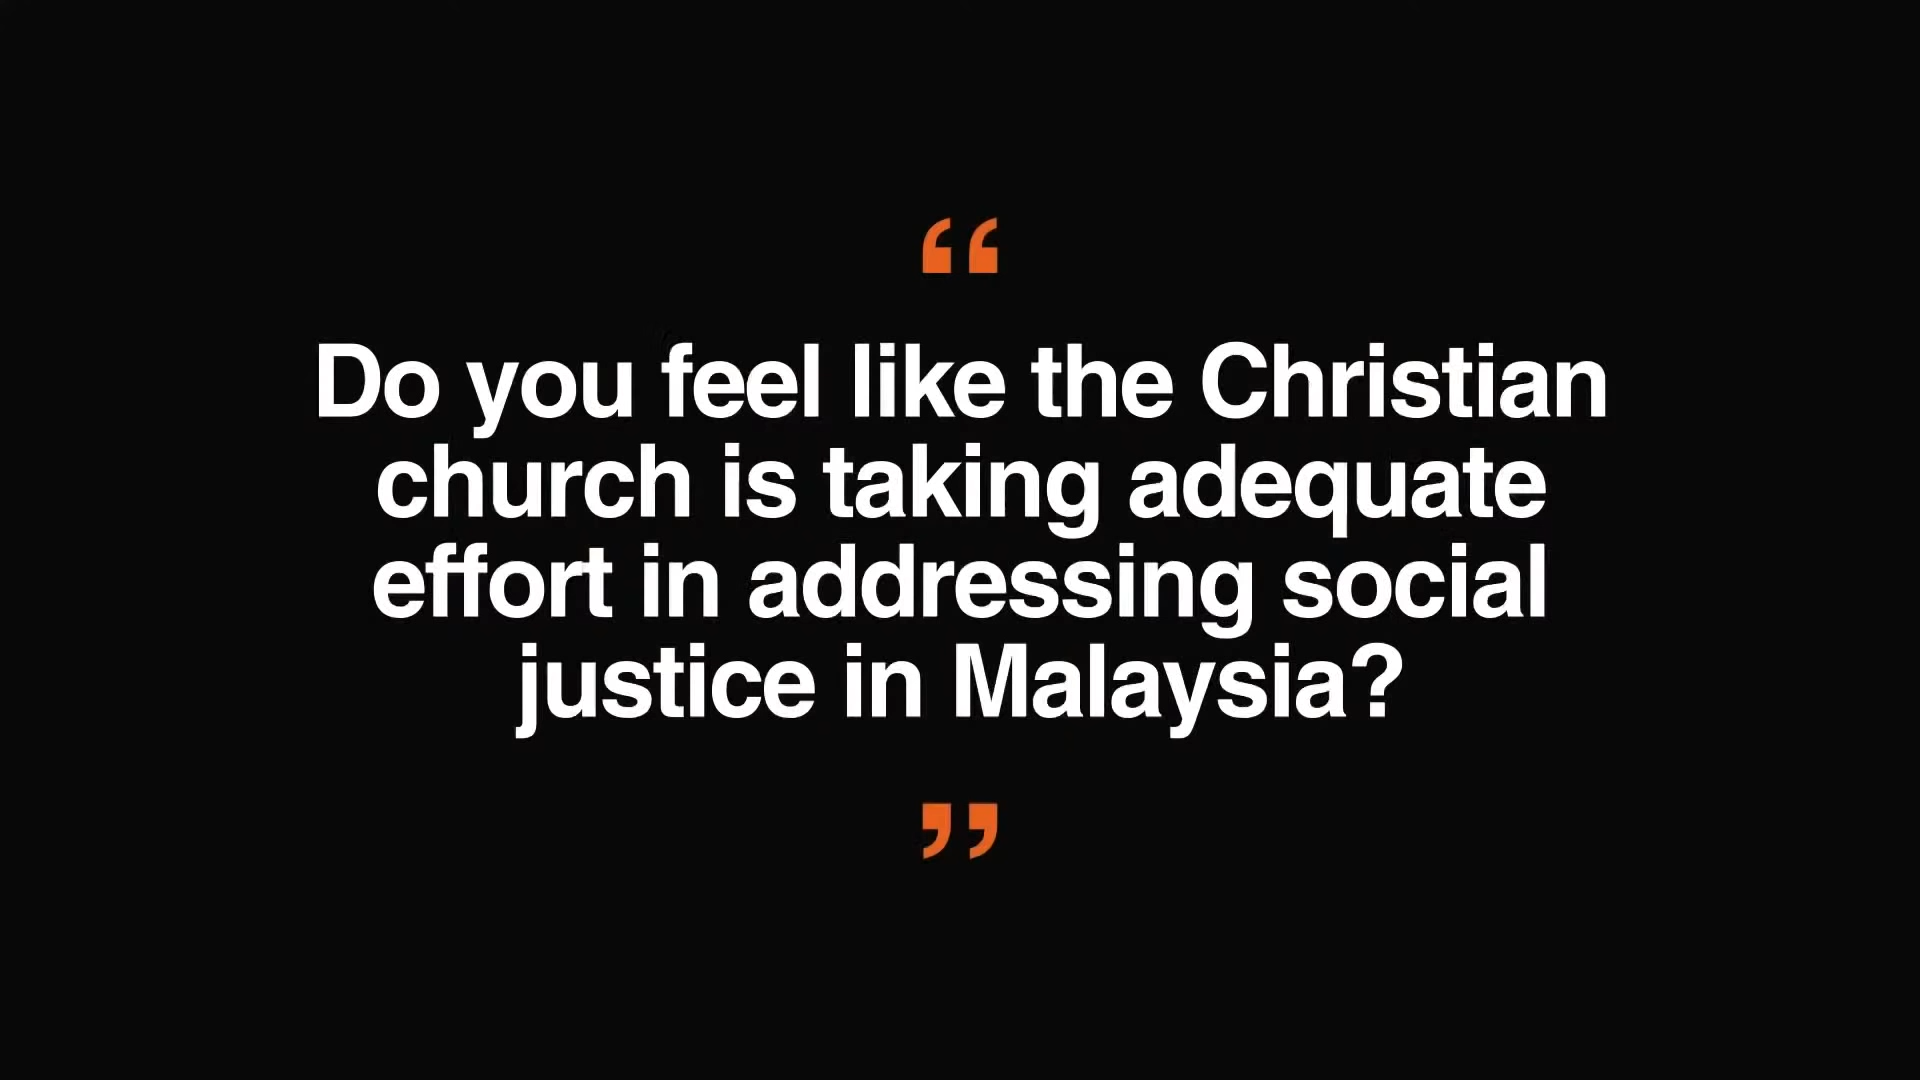 “
Do you feel like the Christian
church is taking adequate
effort in addressing social
justice in Malaysia?
”